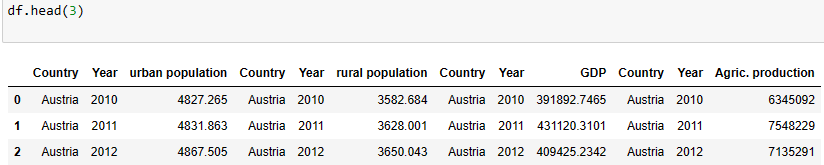 df.head(3)
Country Year urban population Country Year rural population Country Year GDP Country Year Agric. production
0 Austria 2010 4827.265 Austria 2010 3582.684 Austria 2010 391892.7465 Austria 2010 6345092
1 Austria 2011 4831.863 Austria 2011 3628.001 Austria 2011 431120.3101 Austria 2011 7548229
2 Austria 2012 4867.505 Austria 2012 3650.043 Austria 2012 409425.2342 Austria 2012 7135291